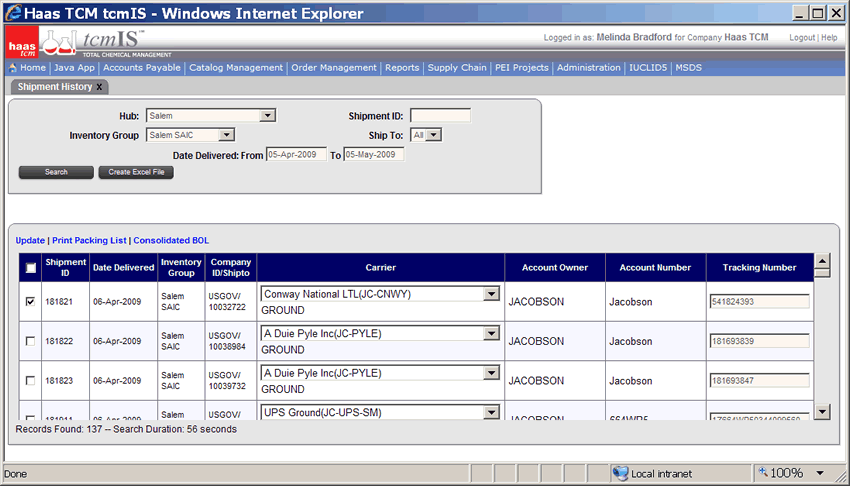 Haas TCM tcmIS - Windows Internet Explorer
haas tcm
tcmIS™
TOTAL CHEMICAL MANAGEMENT
Logged in as: Melinda Bradford for Company Haas TCM
Logout | Help
Home | Java App | Accounts Payable | Catalog Management | Order Management | Reports | Supply Chain | PEI Projects | Administration | IUCLID5 | MSDS
Shipment History X
Hub: Salem Shipment ID:
Inventory Group Salem SAIC Ship To: All
Date Delivered: From 05-Apr-2009 To 05-May-2009
Search Create Excel File
Update | Print Packing List | Consolidated BOL
Shipment ID Date Delivered Inventory Group Company ID/Shipto Carrier Account Owner Account Number Tracking Number
181821 06-Apr-2009 Salem SAIC USGOV/ 10032722 Conway National LTL(JC-CNWY) GROUND JACOBSON Jacobson 541824393
181822 06-Apr-2009 Salem SAIC USGOV/ 10038984 A Duie Pyle Inc(JC-PYLE) GROUND JACOBSON Jacobson 181693839
181823 06-Apr-2009 Salem SAIC USGOV/ 10039732 A Duie Pyle Inc(JC-PYLE) GROUND JACOBSON Jacobson 181693847
181911 06-Apr-2009 Salem USGOV/ UPS Ground(JC-UPS-SM) JACOBSON 664WR5
Records Found: 137 -- Search Duration: 56 seconds
Done Local intranet 100%